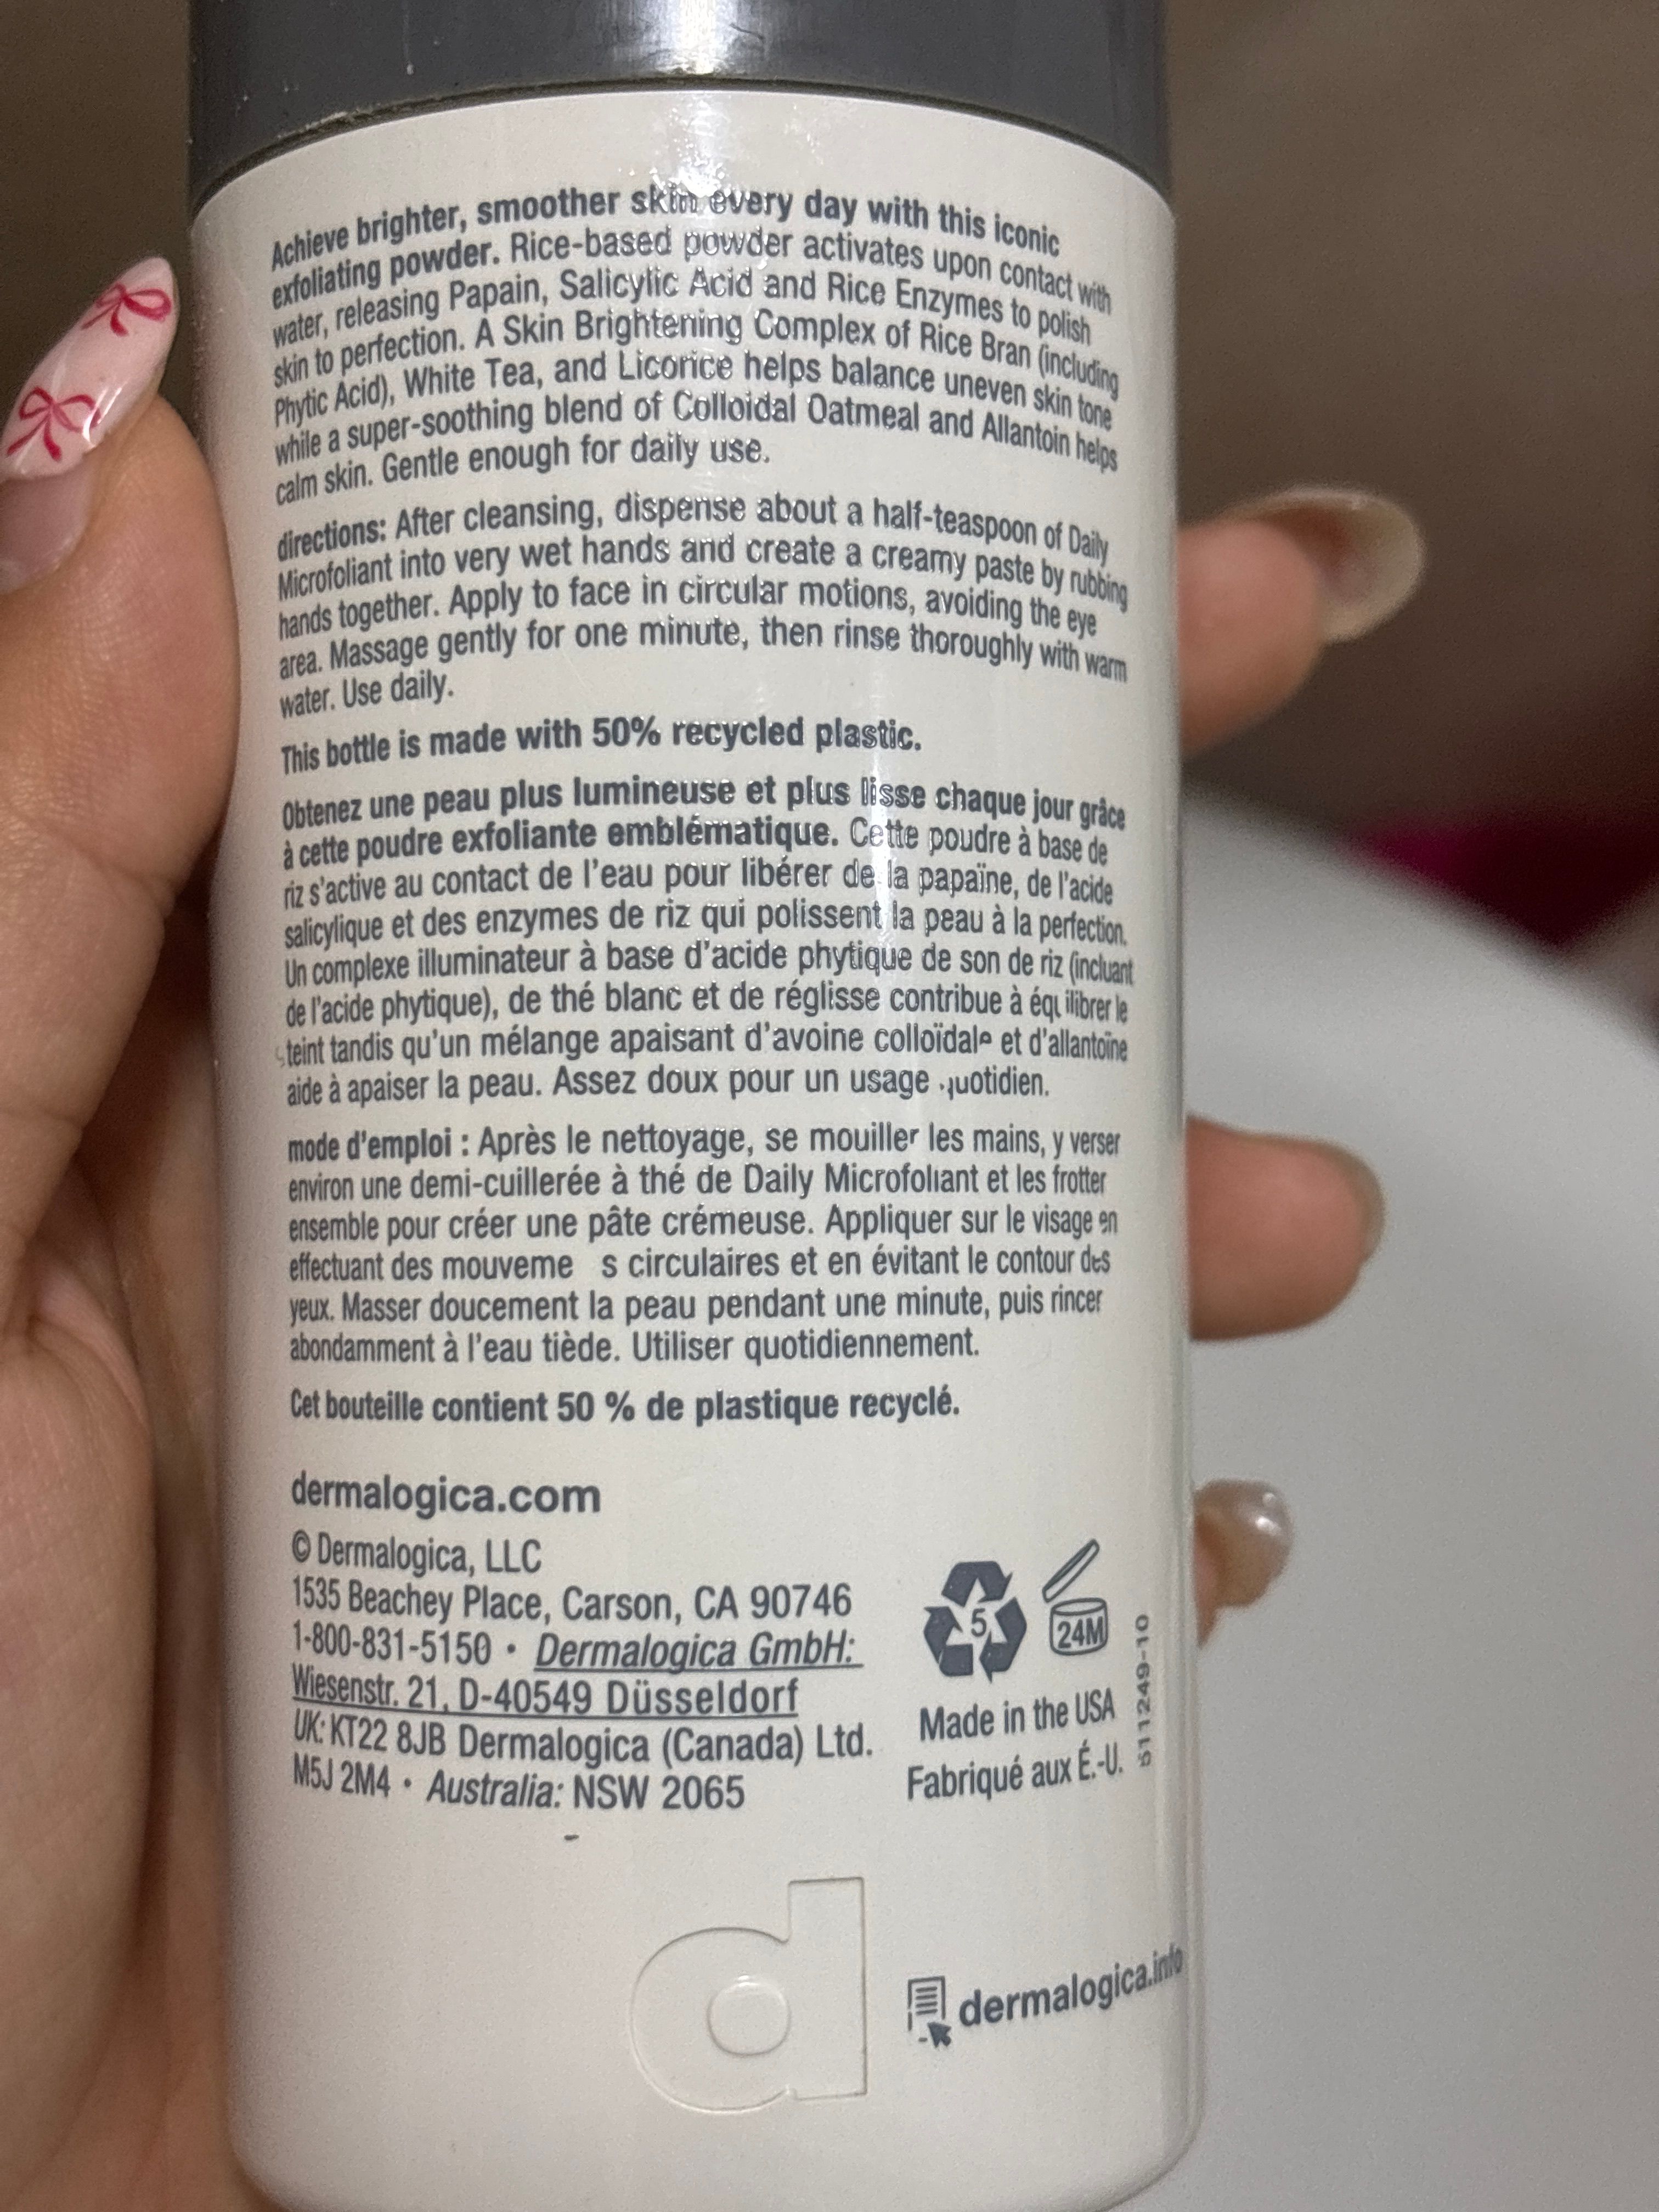 Achieve brighter, smoother skin every day with this iconic
exfoliating powder. Rice-based powder activates upon contact with
water, releasing Papain, Salicylic Acid and Rice Enzymes to polish
skin to perfection. A Skin Brightening Complex of Rice Bran (including
Phytic Acid), White Tea, and Licorice helps balance uneven skin tone
while a super-soothing blend of Colloidal Oatmeal and Allantoin helps
calm skin. Gentle enough for daily use.
directions: After cleansing, dispense about a half-teaspoon of Daily
Microfoliant into very wet hands and create a creamy paste by rubbing
hands together. Apply to face in circular motions, avoiding the eye
area. Massage gently for one minute, then rinse thoroughly with warm
water. Use daily.
This bottle is made with 50% recycled plastic.
Obtenez une peau plus lumineuse et plus lisse chaque jour grâce
à cette poudre exfoliante emblématique. Cette poudre à base de
riz s'active au contact de l'eau pour libérer de la papaïne, de l'acide
salicylique et des enzymes de riz qui polissent la peau à la perfection.
Un complexe illuminateur à base d'acide phytique de son de riz (incluant
de l'acide phytique), de thé blanc et de réglisse contribue à équilibrer le
teint tandis qu'un mélange apaisant d'avoine colloïdale et d'allantoïne
aide à apaiser la peau. Assez doux pour un usage quotidien.
mode d'emploi : Après le nettoyage, se mouiller les mains, y verser
environ une demi-cuillerée à thé de Daily Microfoliant et les frotter
ensemble pour créer une pâte crémeuse. Appliquer sur le visage en
effectuant des mouveme s circulaires et en évitant le contour des
yeux. Masser doucement la peau pendant une minute, puis rincer
abondamment à l'eau tiède. Utiliser quotidiennement.
Cet bouteille contient 50 % de plastique recyclé.
dermalogica.com
© Dermalogica, LLC
1535 Beachey Place, Carson, CA 90746
1-800-831-5150 • Dermalogica GmbH:
Wiesenstr. 21, D-40549 Düsseldorf
UK: KT22 8JB Dermalogica (Canada) Ltd.
M5J 2M4 • Australia: NSW 2065
5
24M
Made in the USA
Fabriqué aux É.-U.
511249-10
d
dermalogica.info